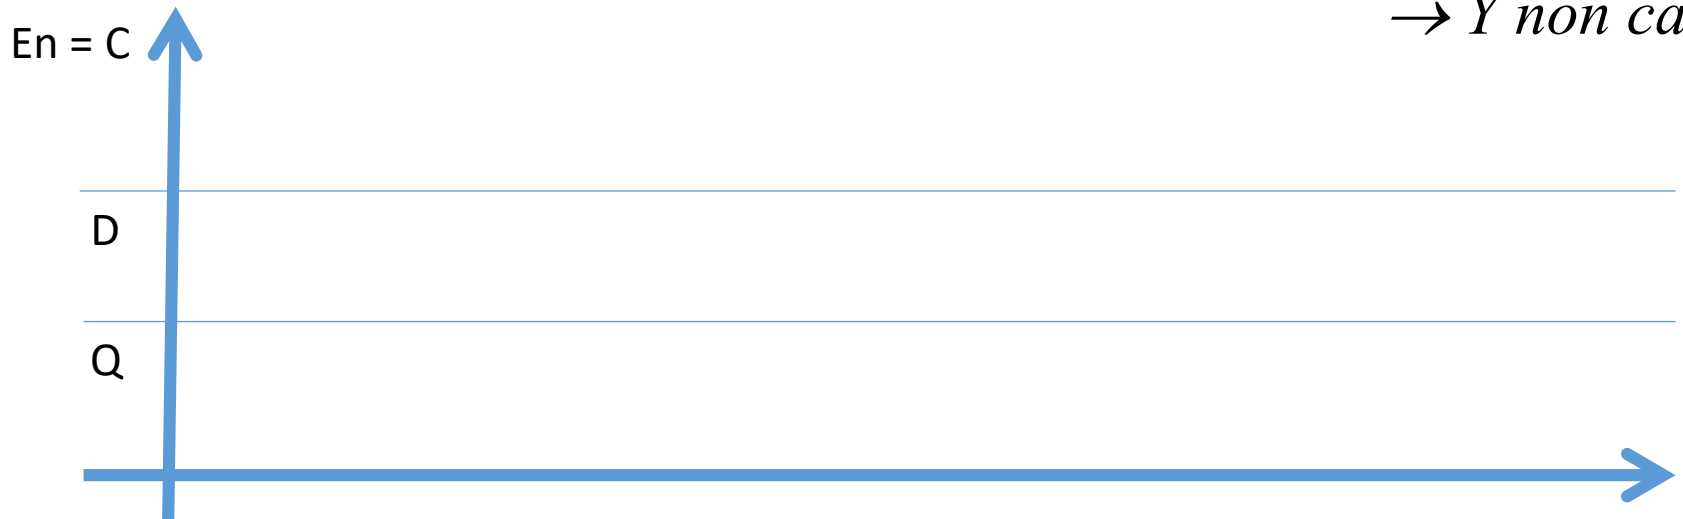 → Y non ca
En = C
D
Q